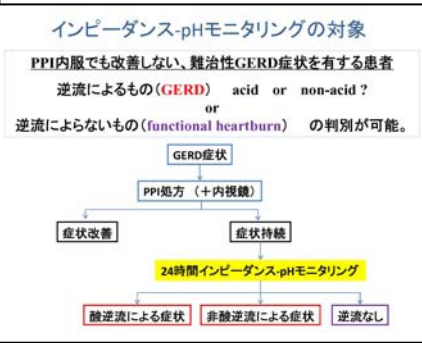 インピーダンス-pHモニタリングの対象
PPI内服でも改善しない、難治性GERD症状を有する患者
逆流によるもの（GERD） acid or non-acid ?
or
逆流によらないもの（functional heartburn） の判別が可能。
GERD症状
PPI処方 （＋内視鏡）
症状改善 症状持続
24時間インピーダンス-pHモニタリング
酸逆流による症状 非酸逆流による症状 逆流なし